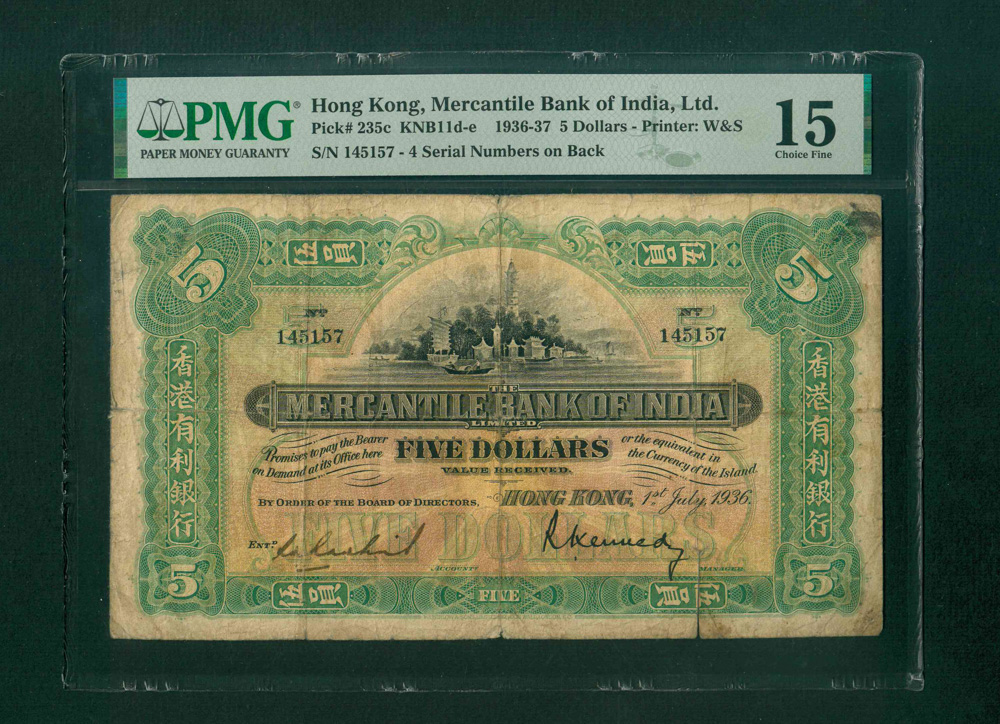 PMG®
PAPER MONEY GUARANTY
Hong Kong, Mercantile Bank of India, Ltd.
Pick# 235c KNB11d-e 1936-37 5 Dollars - Printer: W&S
S/N 145157 - 4 Serial Numbers on Back
15
Choice Fine
5
伍員
員伍
5
Nº
145157
Nº
145157
香港有利銀行
香港有利銀行
THE
MERCANTILE BANK OF INDIA
LIMITED
Promises to pay the Bearer
on Demand at its Office here
FIVE DOLLARS
VALUE RECEIVED.
or the equivalent in
the Currency of the Island.
BY ORDER OF THE BOARD OF DIRECTORS,
HONG KONG, 1st July, 1936.
FIVE DOLLARS
ENTD.
R Kennedy
ACCOUNT
MANAGER.
5
伍員
FIVE
員伍
5